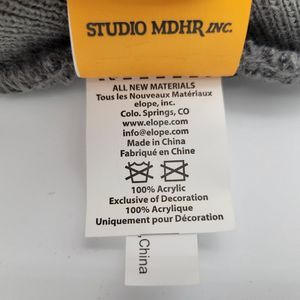 STUDIO MDHR INC.
ALL NEW MATERIALS
Tous les Nouveaux Matériaux
elope, inc.
Colo. Springs, CO
www.elope.com
info@elope.com
Made in China
Fabriqué en Chine
100% Acrylic
Exclusive of Decoration
100% Acrylique
Uniquement pour Décoration
China